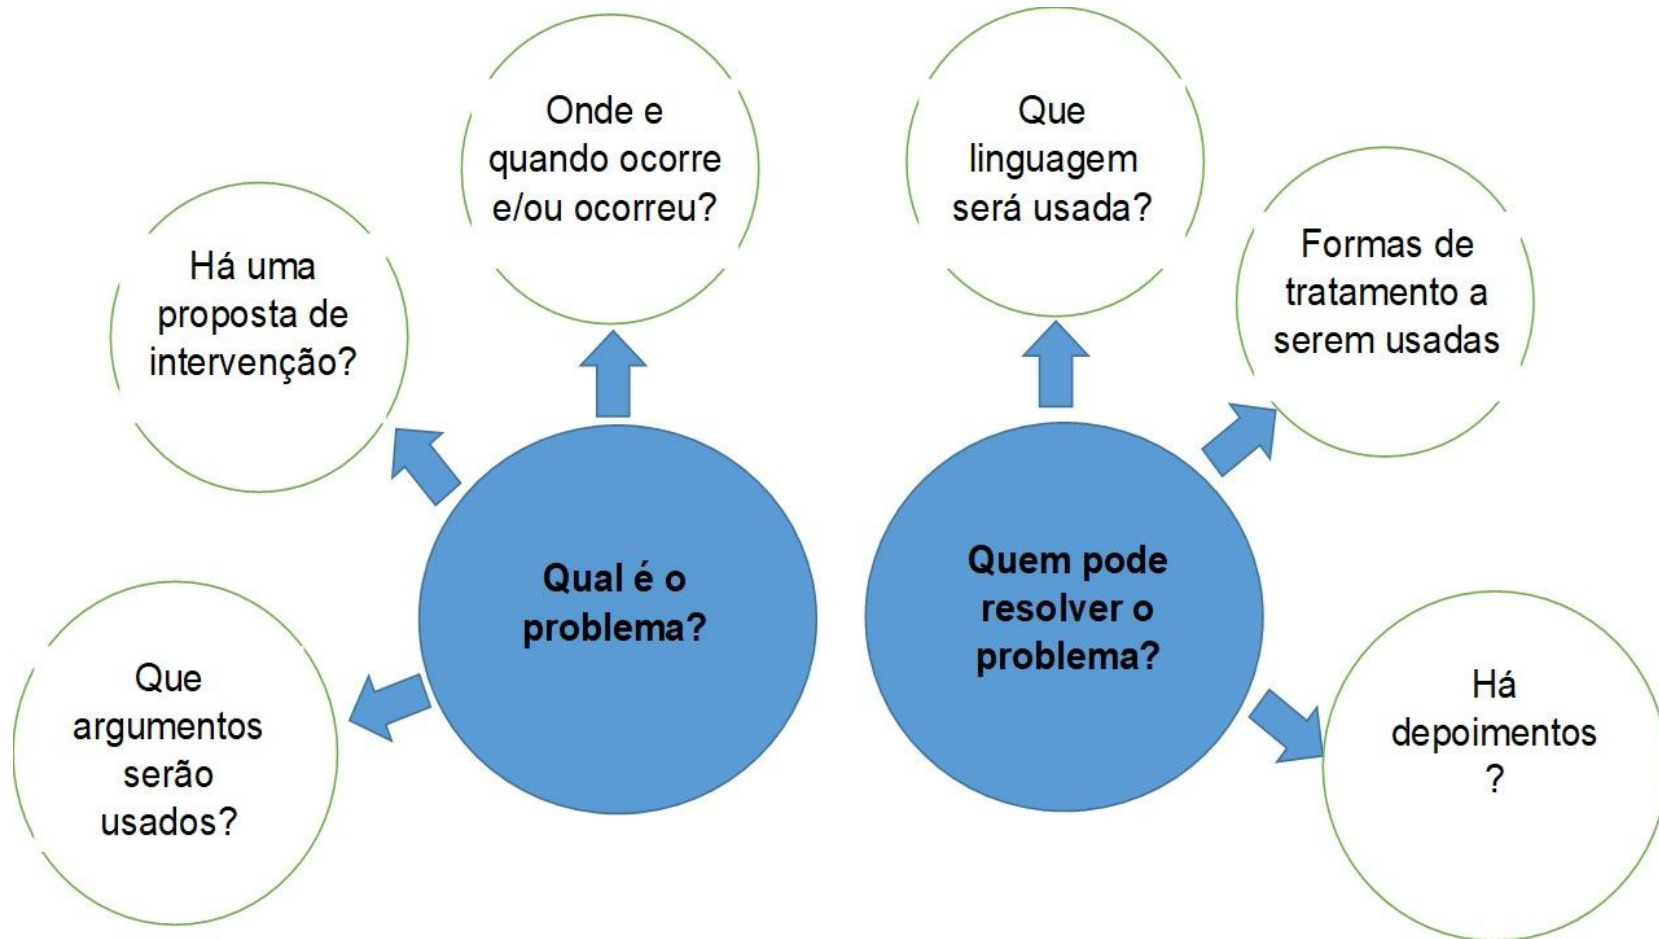 Onde e
quando ocorre
e/ou ocorreu?
Há uma
proposta de
intervenção?
Que
argumentos
serão
usados?
Qual é o
problema?
Que
linguagem
será usada?
Formas de
tratamento a
serem usadas
Há
depoimentos
?
Quem pode
resolver o
problema?